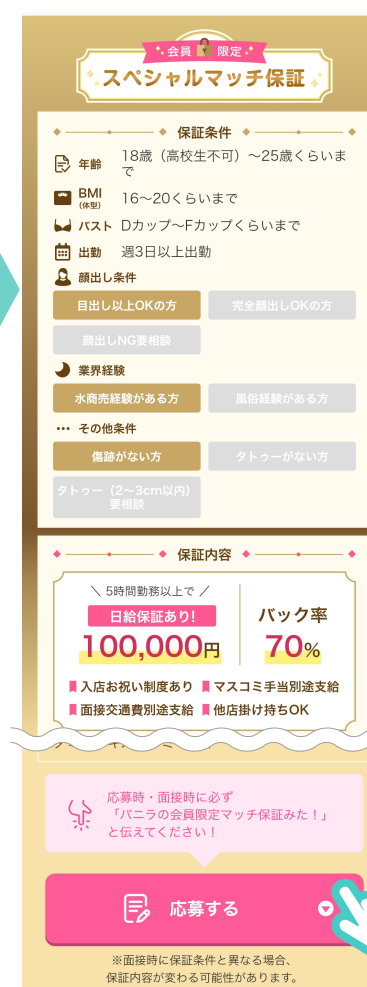 会員 限定
スペシャルマッチ保証
保証条件
年齢 18歳（高校生不可）〜25歳くらいま
で
BMI
(体型) 16〜20くらいまで
バスト Dカップ〜Fカップくらいまで
出勤 週3日以上出勤
顔出し条件
目出し以上OKの方 完全顔出しOKの方
顔出しNG要相談
業界経験
水商売経験がある方 風俗経験がある方
••• その他条件
傷跡がない方 タトゥーがない方
タトゥー（2〜3cm以内）
要相談
保証内容
＼ 5時間勤務以上で ／
日給保証あり!
100,000円
バック率
70%
入店お祝い制度あり マスコミ手当別途支給
面接交通費別途支給 他店掛け持ちOK
応募時・面接時に必ず
「バニラの会員限定マッチ保証みた！」
と伝えてください！
応募する
※面接時に保証条件と異なる場合、
保証内容が変わる可能性があります。